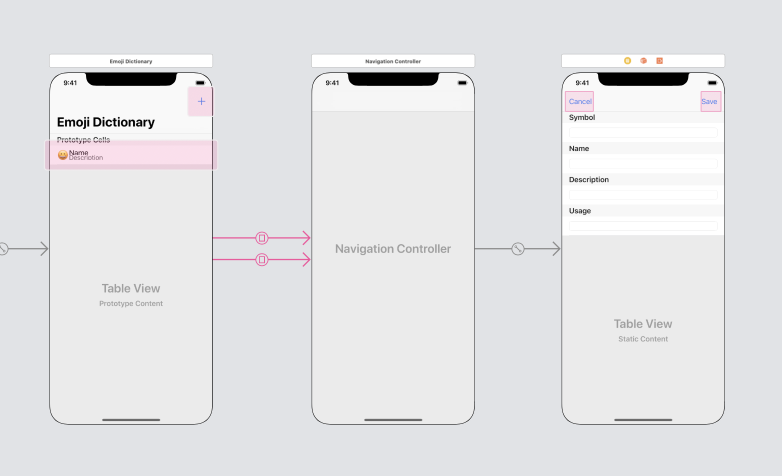 Emoji Dictionary
9:41
+
Emoji Dictionary
Prototype Cells
Name
Description
Table View
Prototype Content
Navigation Controller
9:41
Navigation Controller
9:41
Cancel Save
Symbol
Name
Description
Usage
Table View
Static Content